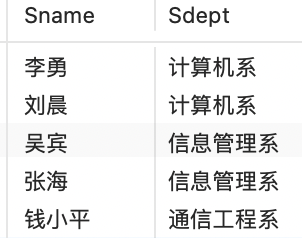 Sname Sdept
李勇 计算机系
刘晨 计算机系
吴宾 信息管理系
张海 信息管理系
钱小平 通信工程系